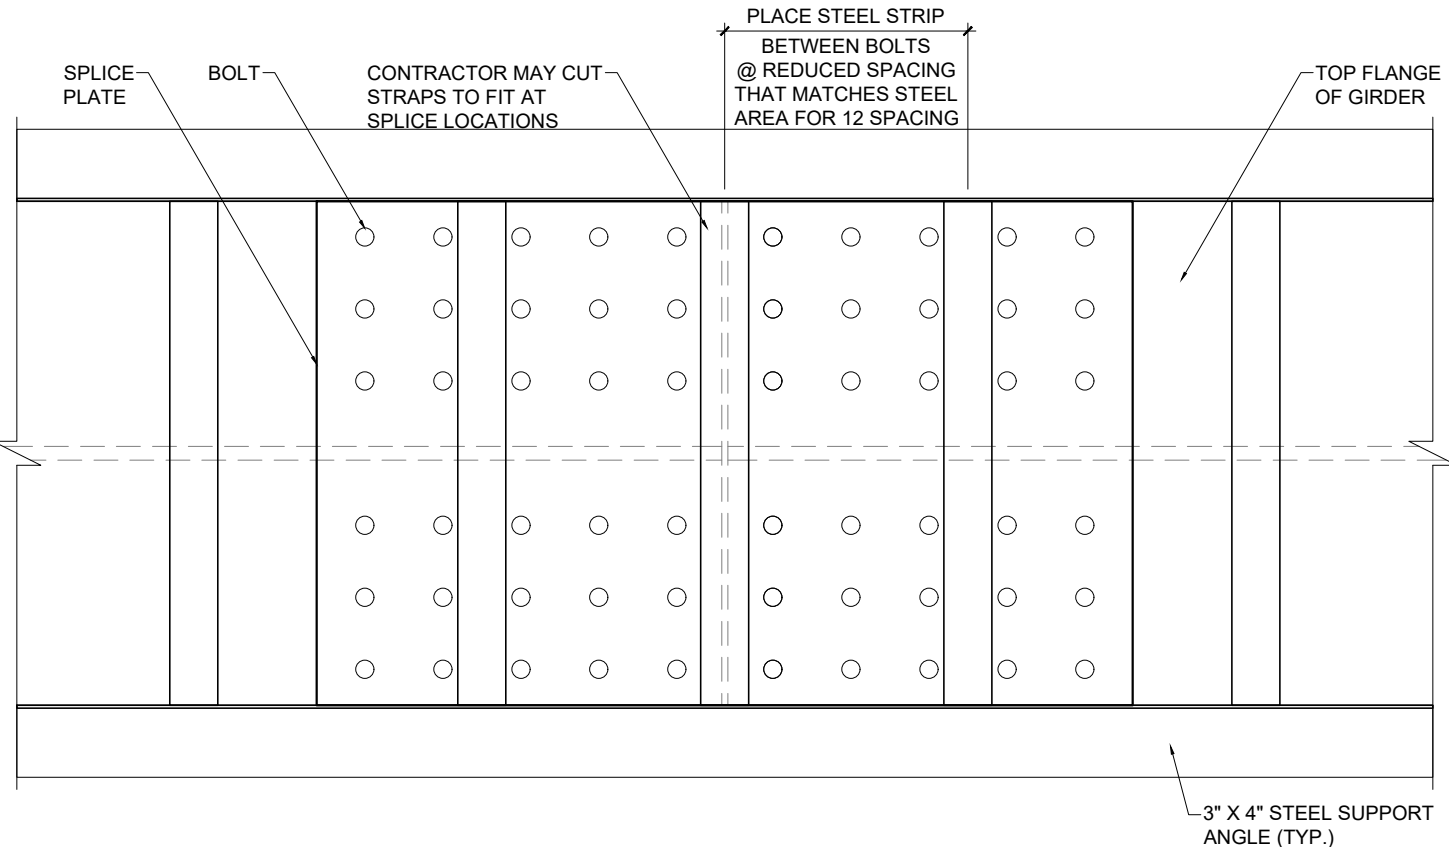 PLACE STEEL STRIP
BETWEEN BOLTS
@ REDUCED SPACING
THAT MATCHES STEEL
AREA FOR 12 SPACING
SPLICE
PLATE
BOLT
CONTRACTOR MAY CUT
STRAPS TO FIT AT
SPLICE LOCATIONS
TOP FLANGE
OF GIRDER
3" X 4" STEEL SUPPORT
ANGLE (TYP.)